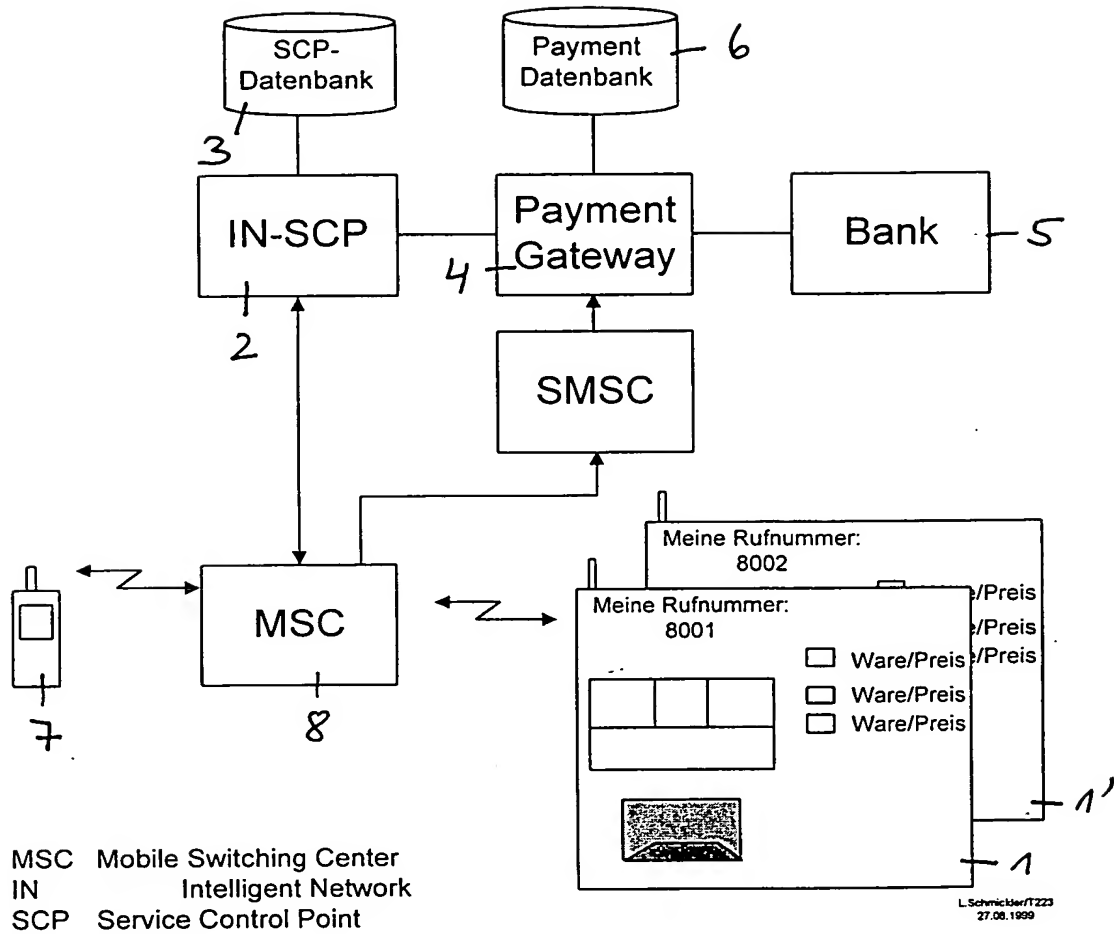 SCP-
Datenbank
3
Payment
Datenbank
6
IN-SCP
2
Payment
Gateway
4
Bank
5
SMSC
MSC
8
7
Meine Rufnummer:
8002
e/Preis
e/Preis
e/Preis
1'
Meine Rufnummer:
8001
Ware/Preis
Ware/Preis
Ware/Preis
1
MSC Mobile Switching Center
IN Intelligent Network
SCP Service Control Point
L.Schmickler/T223
27.08.1999